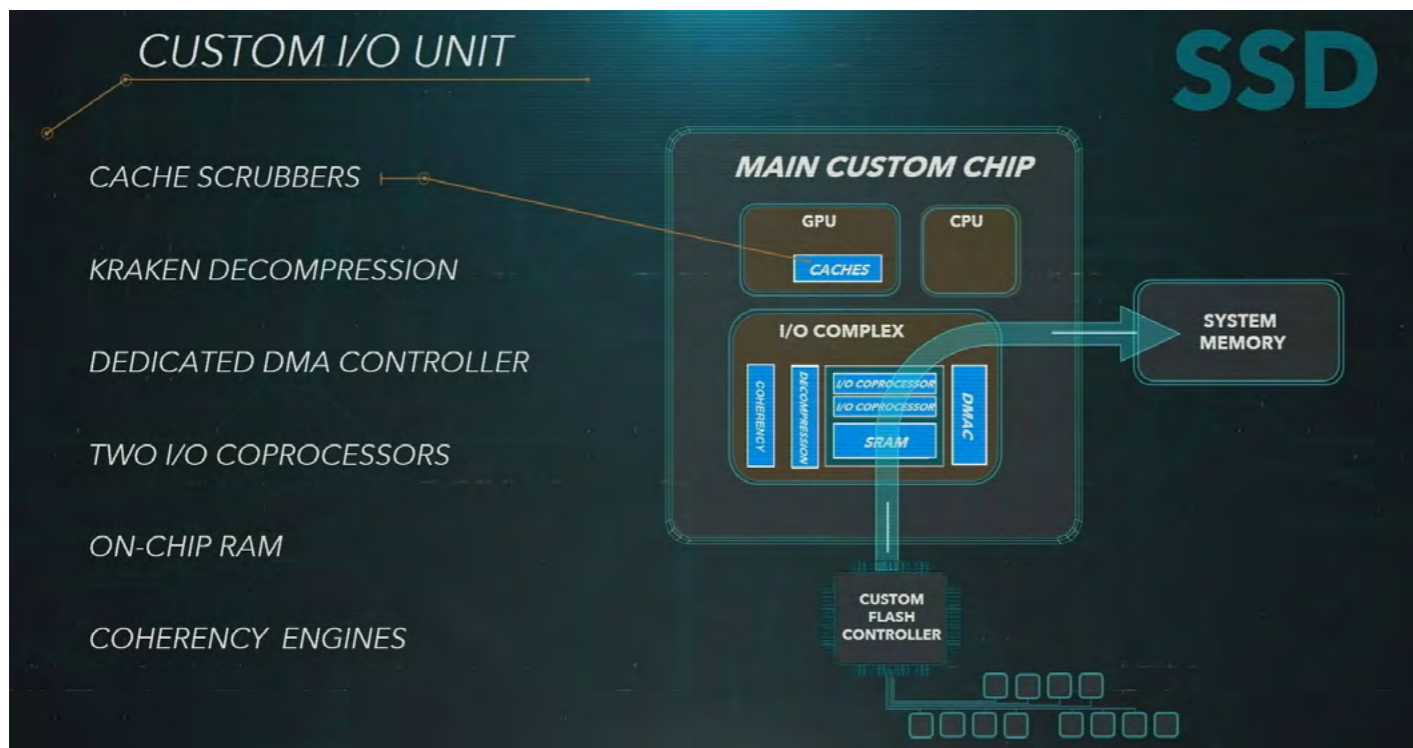 CUSTOM I/O UNIT
SSD
CACHE SCRUBBERS
KRAKEN DECOMPRESSION
DEDICATED DMA CONTROLLER
TWO I/O COPROCESSORS
ON-CHIP RAM
COHERENCY ENGINES
MAIN CUSTOM CHIP
GPU
CACHES
CPU
I/O COMPLEX
COHERENCY
DECOMPRESSION
I/O COPROCESSOR
I/O COPROCESSOR
SRAM
DMAC
SYSTEM
MEMORY
CUSTOM
FLASH
CONTROLLER